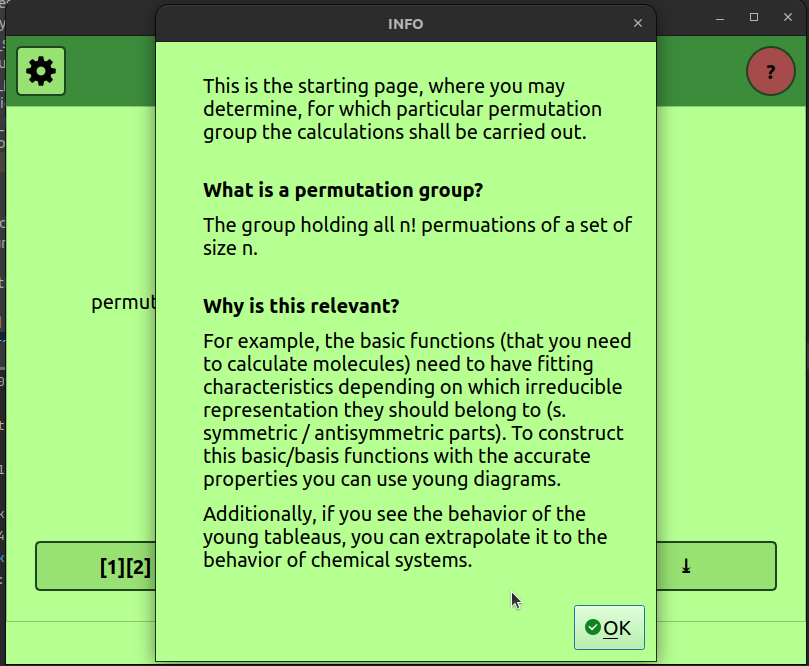 INFO
?
This is the starting page, where you may
determine, for which particular permutation
group the calculations shall be carried out.
What is a permutation group?
The group holding all n! permuations of a set of
size n.
permut
Why is this relevant?
For example, the basic functions (that you need
to calculate molecules) need to have fitting
characteristics depending on which irreducible
representation they should belong to (s.
symmetric / antisymmetric parts). To construct
this basic/basis functions with the accurate
properties you can use young diagrams.
Additionally, if you see the behavior of the
young tableaus, you can extrapolate it to the
behavior of chemical systems.
[1][2]
OK